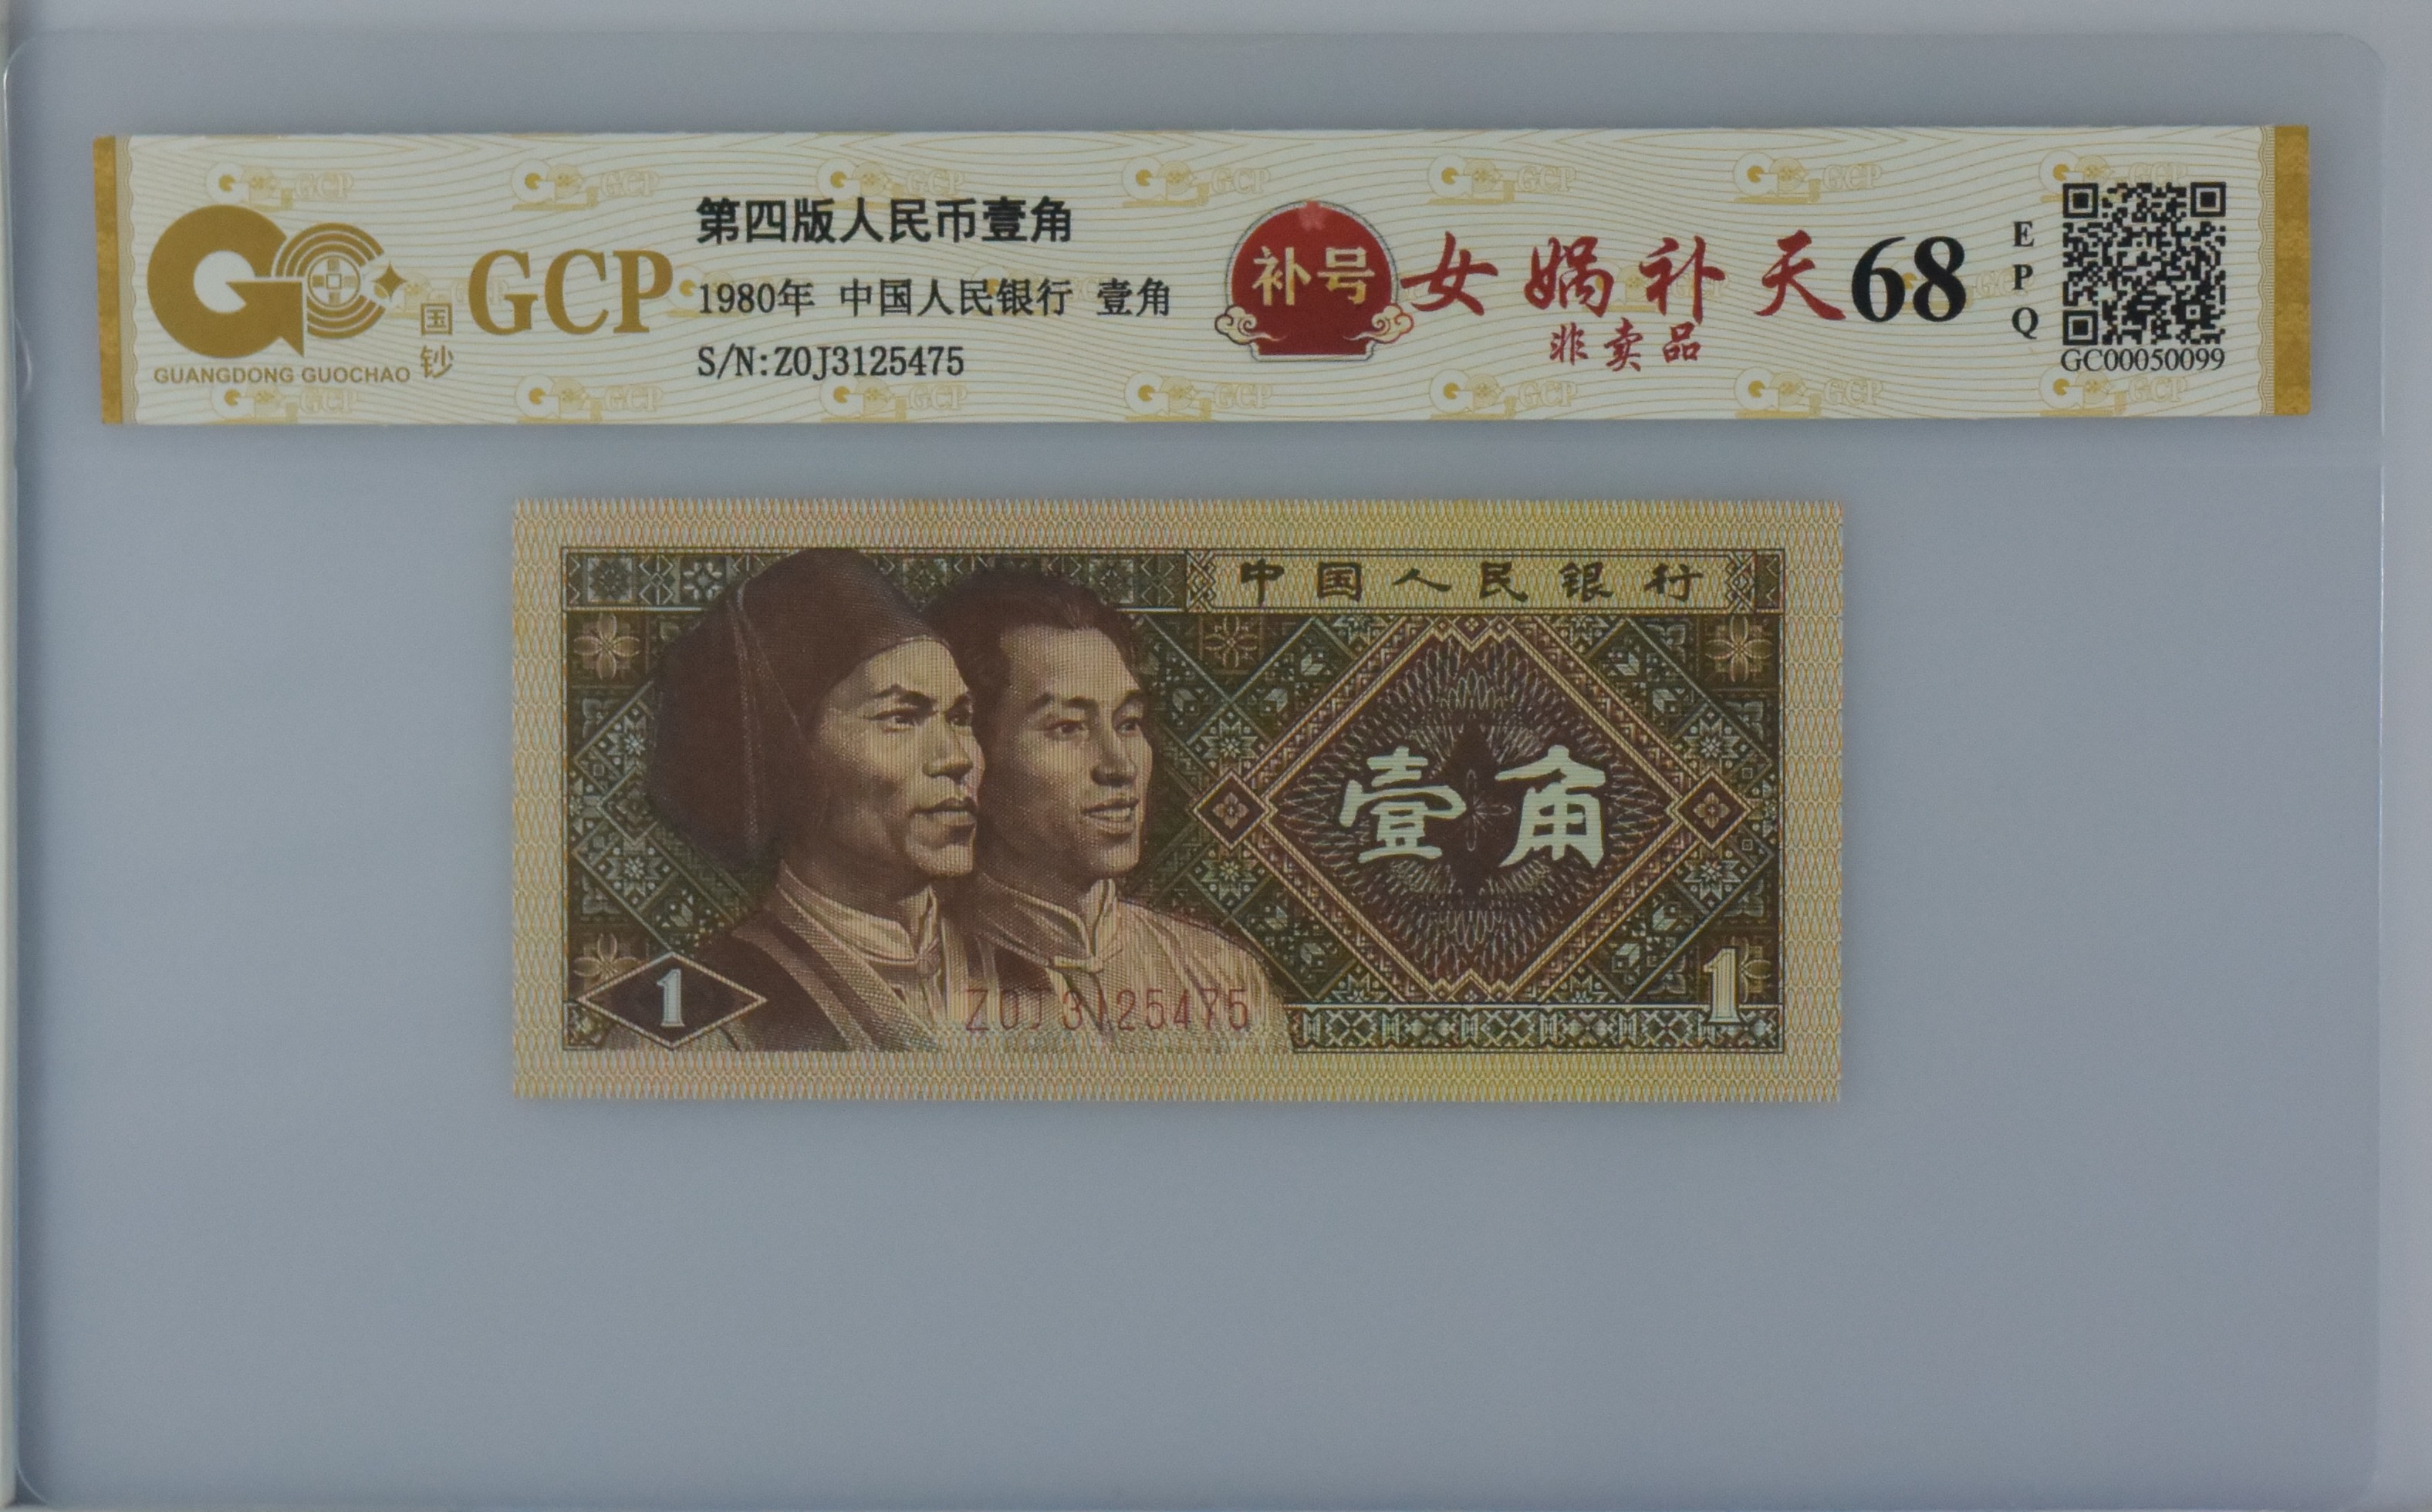 GUANGDONG GUOCHAO
国钞
GCP
第四版人民币壹角
1980年 中国人民银行 壹角
S/N:Z0J3125475
补号
女娲补天
非卖品
68
EPQ
GC00050099
中国人民银行
壹角
1
Z0J3125475
1